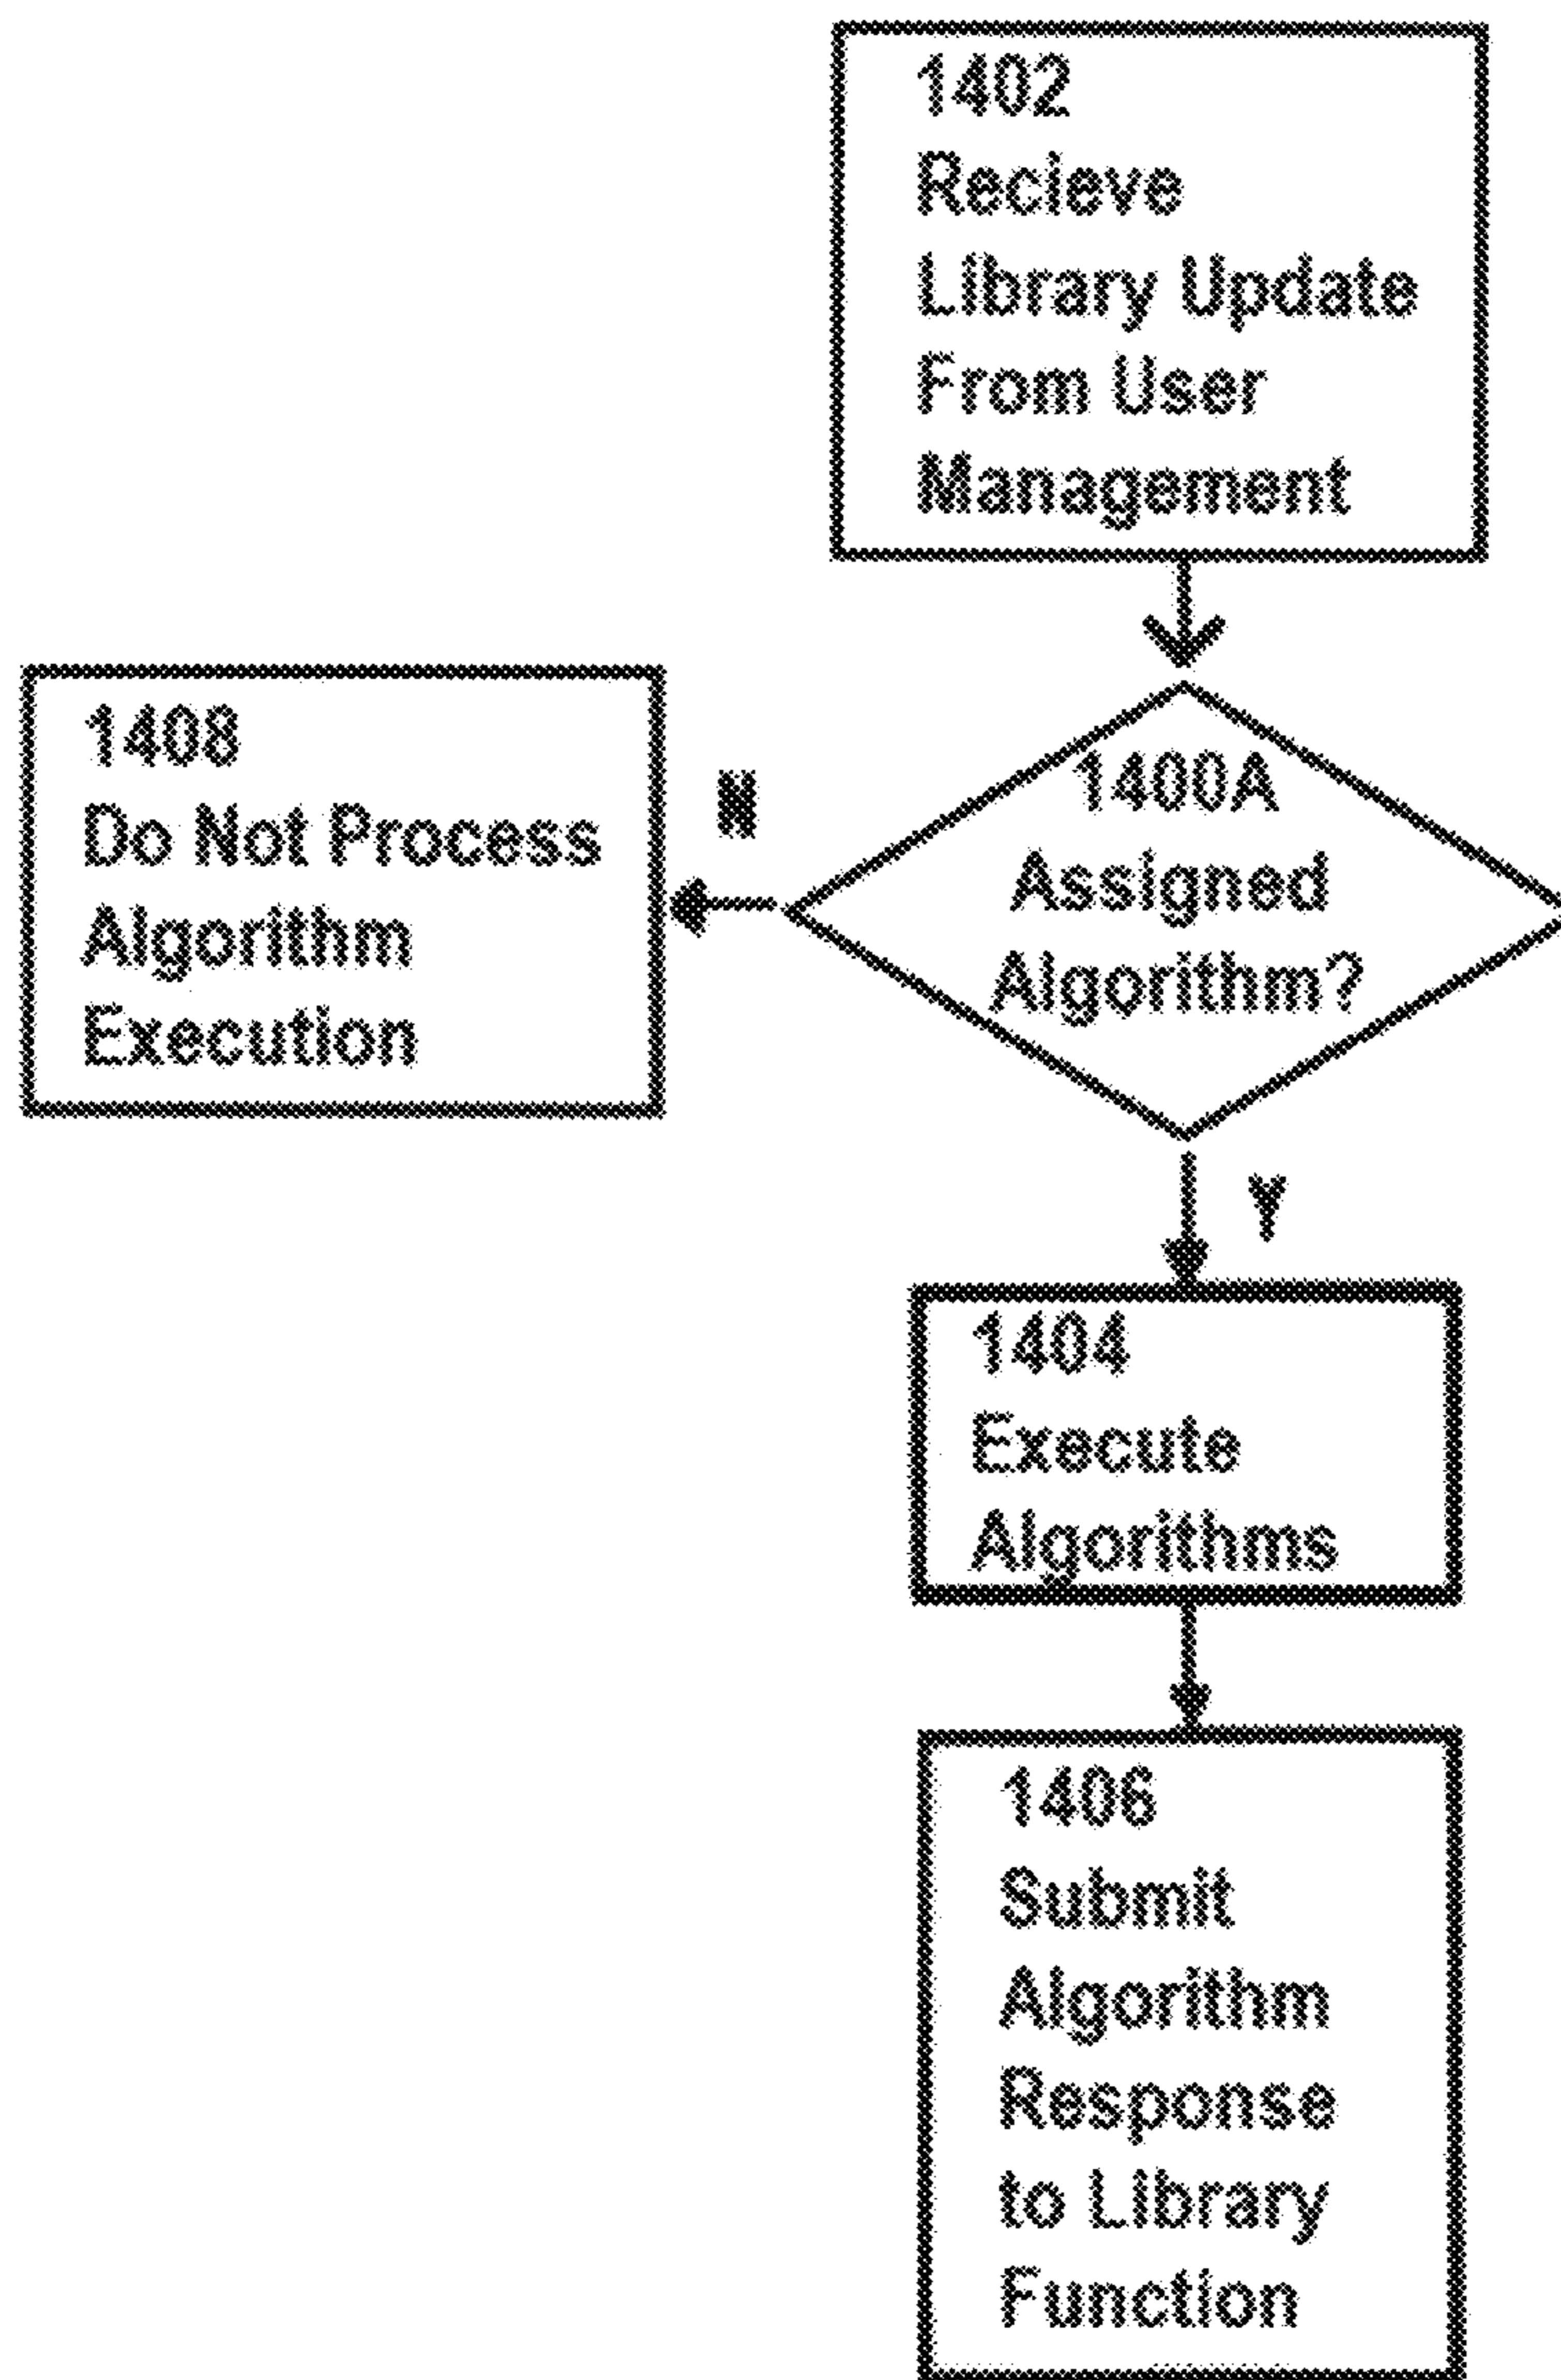 1402
Recieve
Library Update
From User
Management
1408
Do Not Process
Algorithm
Execution
N
1400A
Assigned
Algorithm?
Y
1404
Execute
Algorithms
1406
Submit
Algorithm
Response
to Library
Function